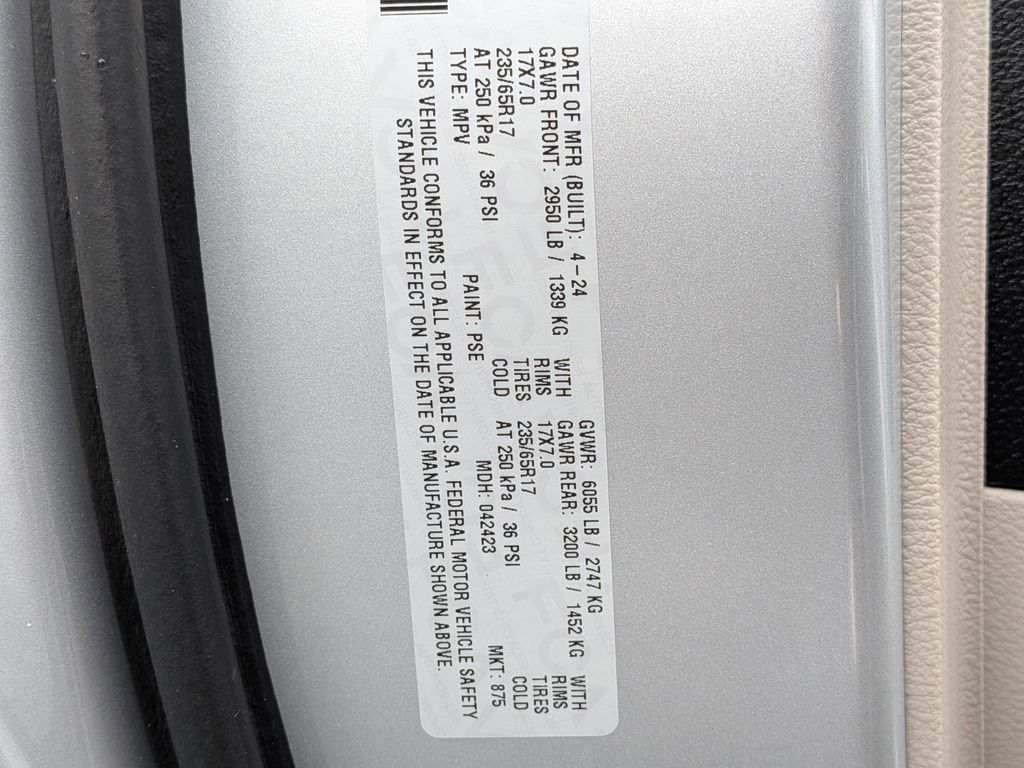 DATE OF MFR (BUILT): 4-24 GVWR: 6055 LB / 2747 KG
GAWR FRONT: 2950 LB / 1339 KG WITH GAWR REAR: 3200 LB / 1452 KG WITH
17X7.0 RIMS 17X7.0 RIMS
235/65R17 TIRES 235/65R17 TIRES
AT 250 kPa / 36 PSI COLD AT 250 kPa / 36 PSI COLD
TYPE: MPV PAINT: PSE MDH: 042423 MKT: 875
THIS VEHICLE CONFORMS TO ALL APPLICABLE U.S.A. FEDERAL MOTOR VEHICLE SAFETY
STANDARDS IN EFFECT ON THE DATE OF MANUFACTURE SHOWN ABOVE.